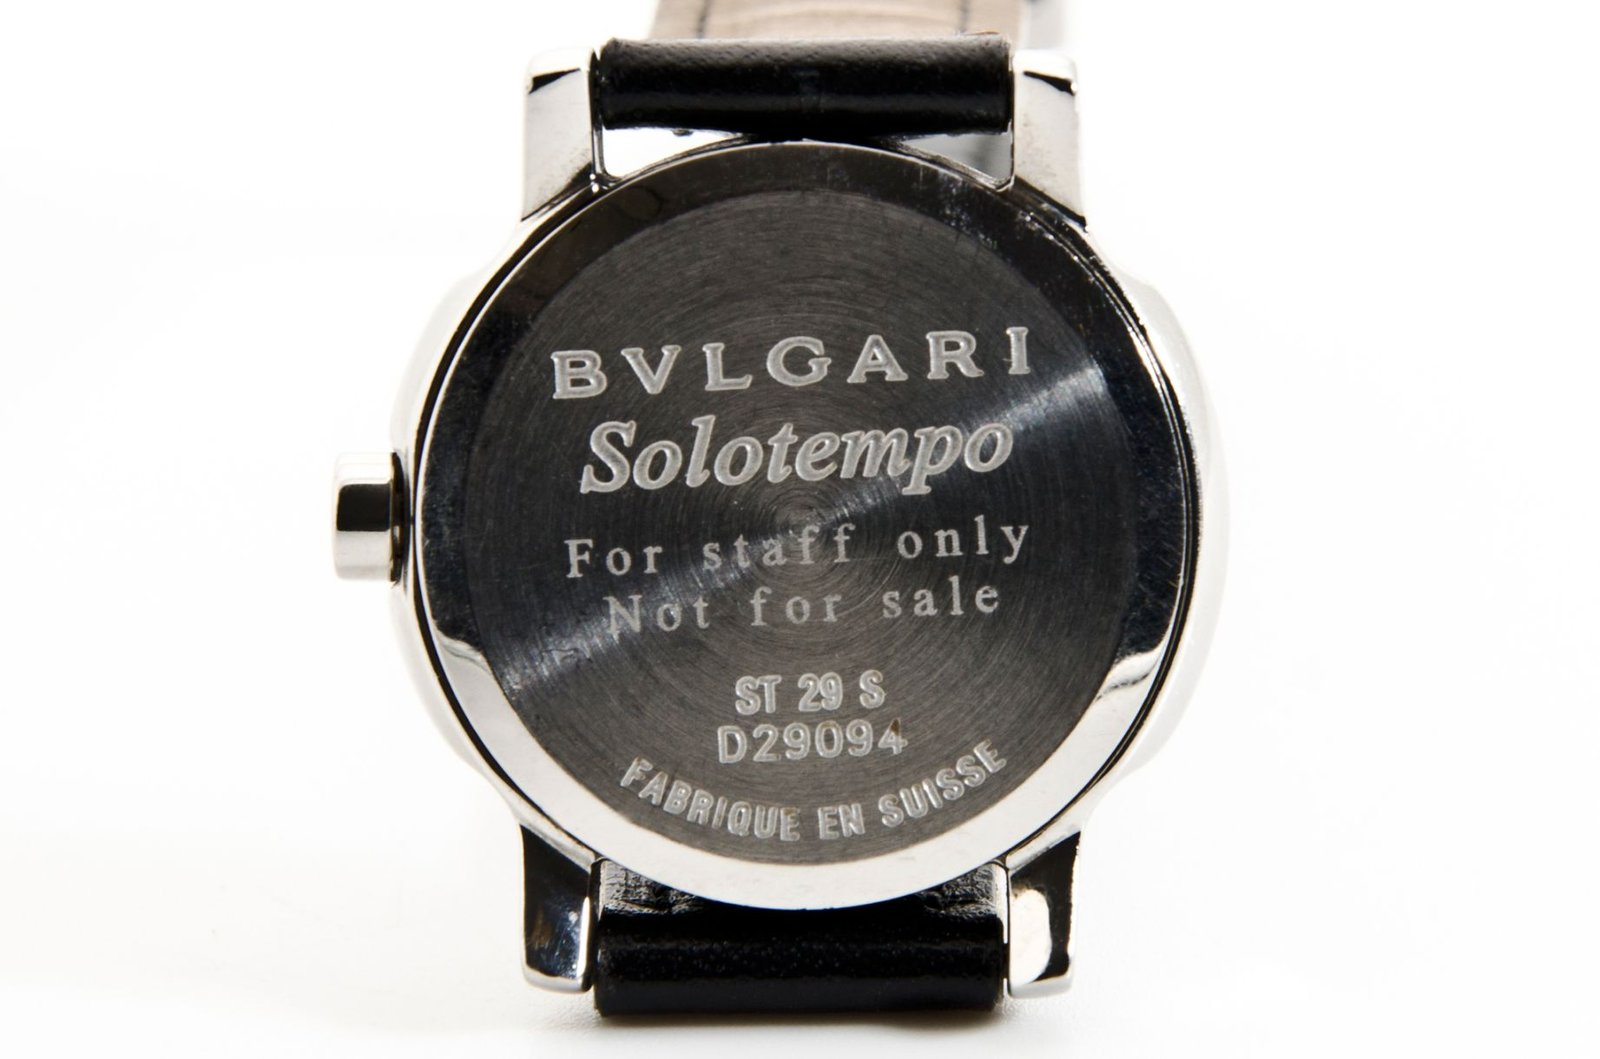 BVLGARI
Solotempo
For staff only
Not for sale
ST 29 S
D29094
FABRIQUE EN SUISSE